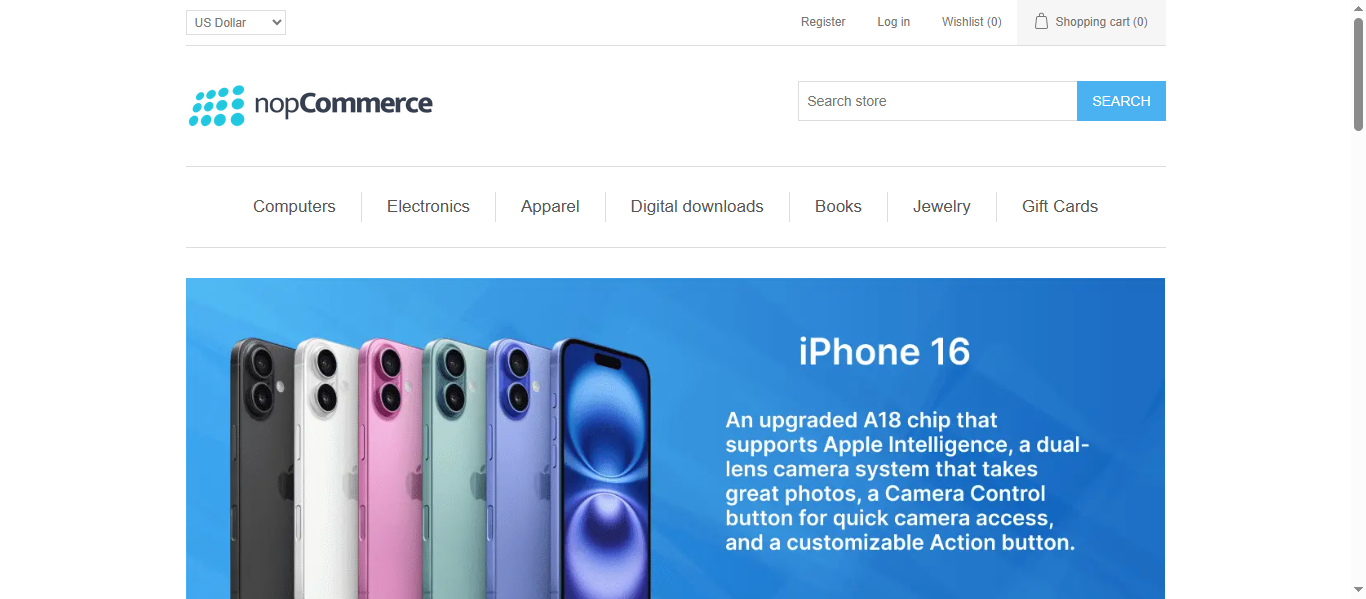 US Dollar
Register
Log in
Wishlist (0)
Shopping cart (0)
nopCommerce
Search store
SEARCH
Computers
Electronics
Apparel
Digital downloads
Books
Jewelry
Gift Cards
iPhone 16
An upgraded A18 chip that
supports Apple Intelligence, a dual-
lens camera system that takes
great photos, a Camera Control
button for quick camera access,
and a customizable Action button.